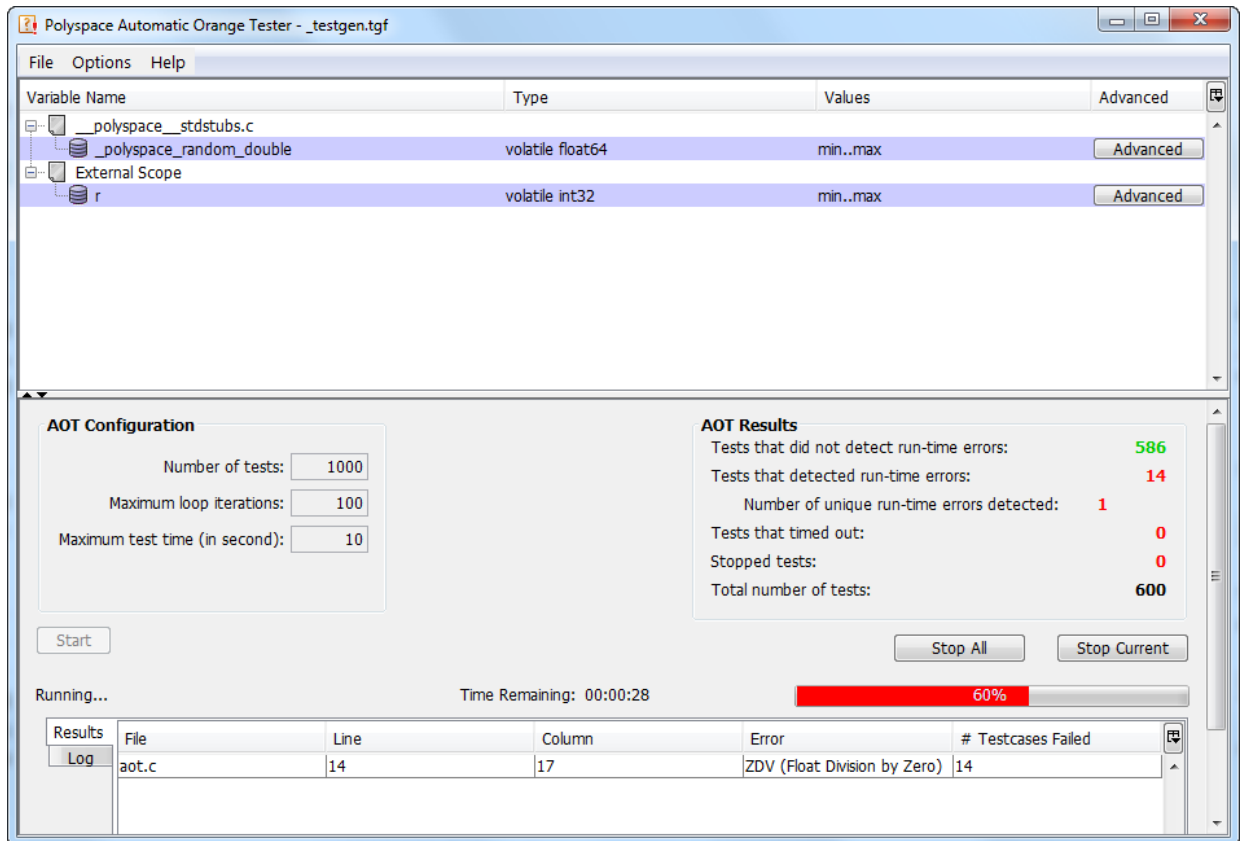 Polyspace Automatic Orange Tester - _testgen.tgf
File Options Help
Variable Name Type Values Advanced
__polyspace__stdstubs.c
_polyspace_random_double volatile float64 min..max Advanced
External Scope
r volatile int32 min..max Advanced
AOT Configuration
Number of tests: 1000
Maximum loop iterations: 100
Maximum test time (in second): 10
AOT Results
Tests that did not detect run-time errors: 586
Tests that detected run-time errors: 14
Number of unique run-time errors detected: 1
Tests that timed out: 0
Stopped tests: 0
Total number of tests: 600
Start Stop All Stop Current
Running... Time Remaining: 00:00:28 60%
Results
Log
File Line Column Error # Testcases Failed
aot.c 14 17 ZDV (Float Division by Zero) 14